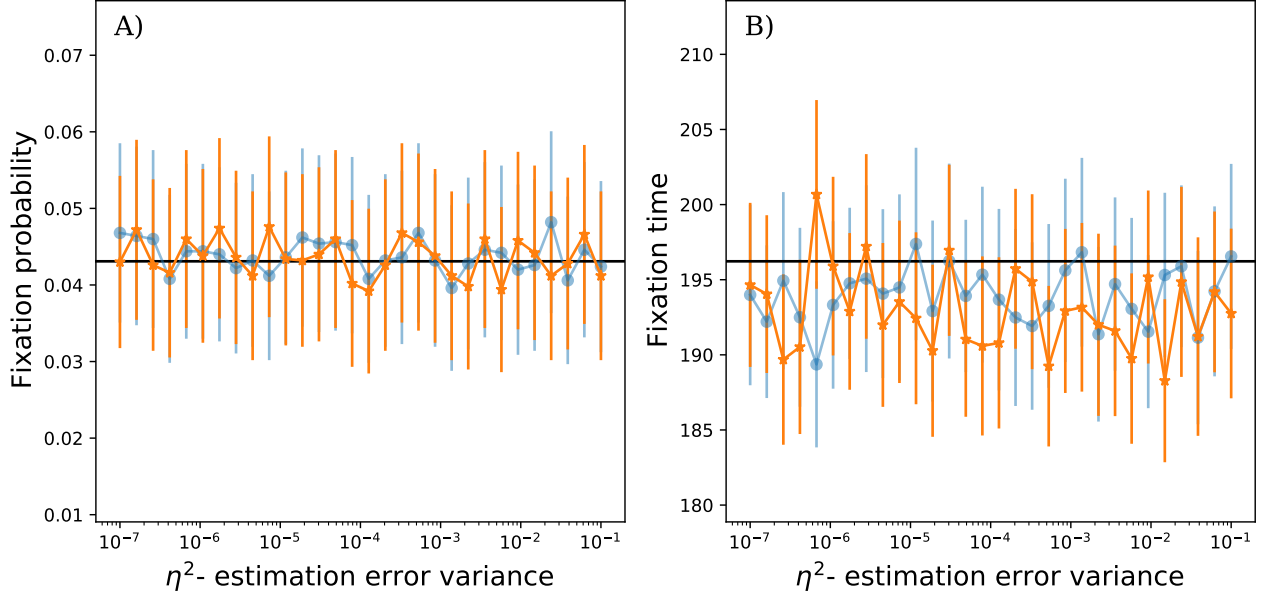 A)
Fixation probability
0.07
0.06
0.05
0.04
0.03
0.02
0.01
10⁻⁷ 10⁻⁶ 10⁻⁵ 10⁻⁴ 10⁻³ 10⁻² 10⁻¹
η²- estimation error variance
B)
Fixation time
210
205
200
195
190
185
180
10⁻⁷ 10⁻⁶ 10⁻⁵ 10⁻⁴ 10⁻³ 10⁻² 10⁻¹
η²- estimation error variance